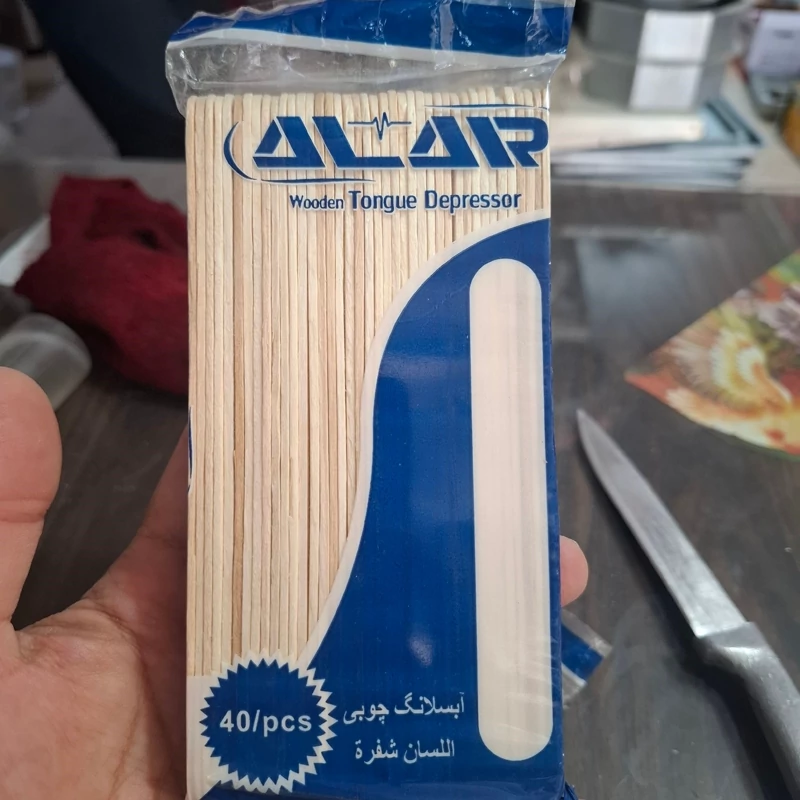 ALAR
Wooden Tongue Depressor
40/pcs
آبسلانگ چوبی
اللسان شفرة